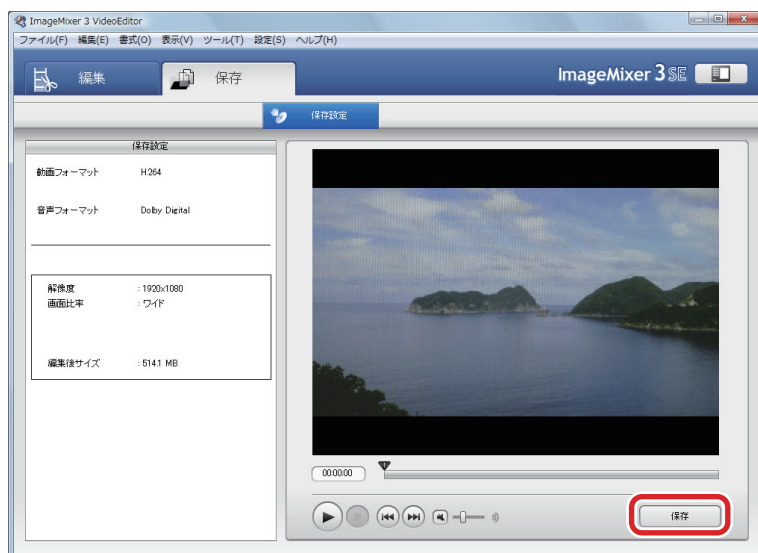 ImageMixer 3 VideoEditor
ファイル(F) 編集(E) 書式(O) 表示(V) ツール(T) 設定(S) ヘルプ(H)
編集
保存
ImageMixer 3 SE
保存設定
保存設定
動画フォーマット H.264
音声フォーマット Dolby Digital
解像度 : 1920x1080
画面比率 : ワイド
編集後サイズ : 514.1 MB
00:00:00
保存